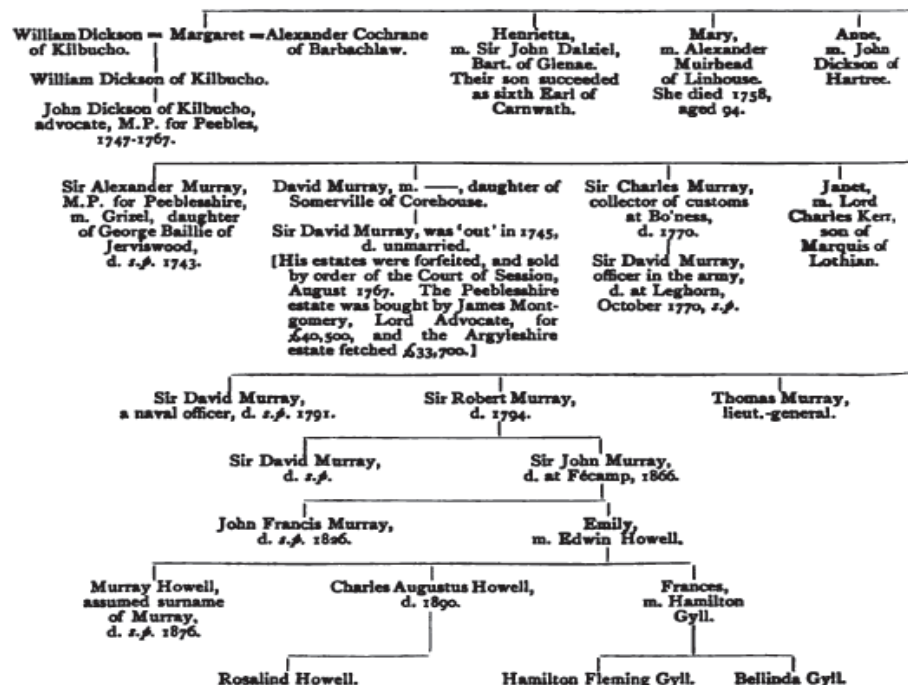 William Dickson = Margaret = Alexander Cochrane
of Kilbucho. of Barbachlaw.
William Dickson of Kilbucho.
John Dickson of Kilbucho,
advocate, M.P. for Peebles,
1747-1767.
Henrietta,
m. Sir John Dalziel,
Bart. of Glenae.
Their son succeeded
as sixth Earl of
Carnwath.
Mary,
m. Alexander
Muirhead
of Linhouse.
She died 1758,
aged 94.
Anne,
m. John
Dickson of
Hartree.
Sir Alexander Murray,
M.P. for Peeblesshire,
m. Grizel, daughter
of George Baillie of
Jerviswood,
d. s.p. 1743.
David Murray, m. ——, daughter of
Somerville of Corehouse.
Sir David Murray, was 'out' in 1745,
d. unmarried.
[His estates were forfeited, and sold
by order of the Court of Session,
August 1767. The Peeblesshire
estate was bought by James Mont-
gomery, Lord Advocate, for
£40,500, and the Argyleshire
estate fetched £33,700.]
Sir Charles Murray,
collector of customs
at Bo'ness,
d. 1770.
Sir David Murray,
officer in the army,
d. at Leghorn,
October 1770, s.p.
Janet,
m. Lord
Charles Kerr,
son of
Marquis of
Lothian.
Sir David Murray,
a naval officer, d. s.p. 1791.
Sir Robert Murray,
d. 1794.
Thomas Murray,
lieut.-general.
Sir David Murray,
d. s.p.
Sir John Murray,
d. at Fécamp, 1866.
John Francis Murray,
d. s.p. 1826.
Emily,
m. Edwin Howell.
Murray Howell,
assumed surname
of Murray,
d. s.p. 1876.
Charles Augustus Howell,
d. 1890.
Frances,
m. Hamilton
Gyll.
Rosalind Howell.
Hamilton Fleming Gyll.
Bellinda Gyll.